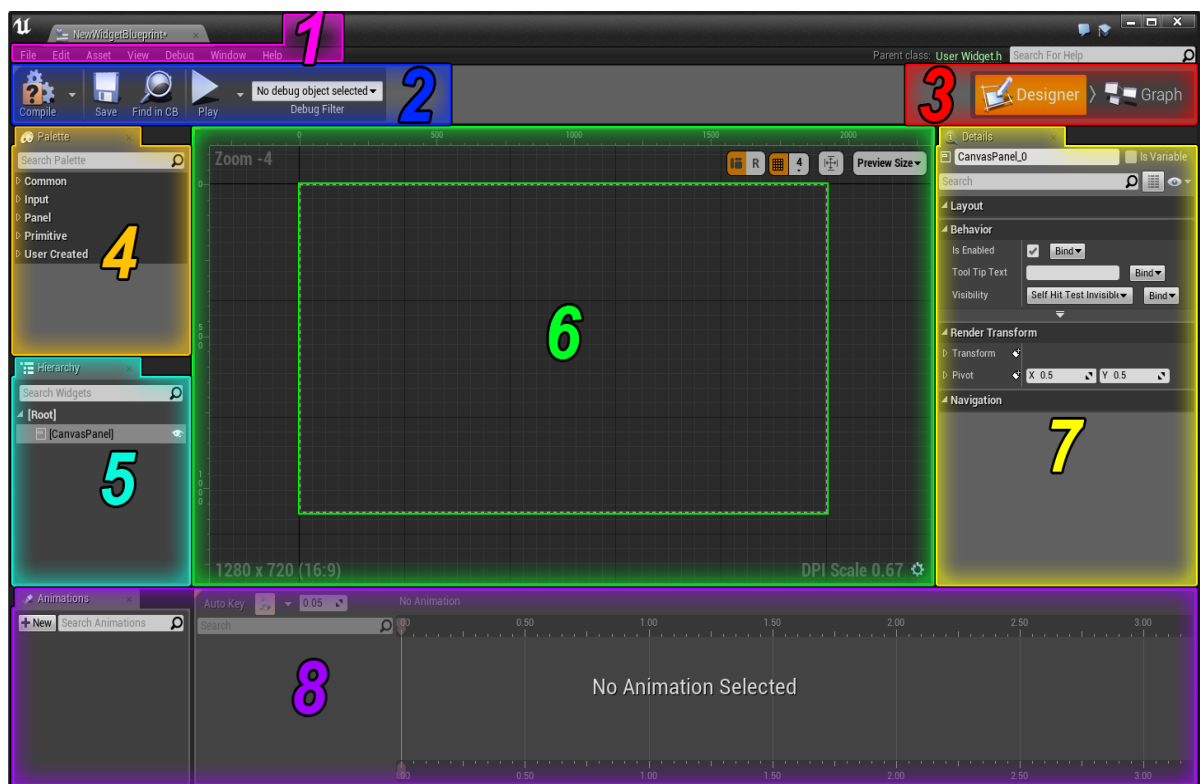 NewWidgetBlueprint*
1
File Edit Asset View Debug Window Help
Parent class: User Widget.h Search For Help
Compile
Save
Find in CB
Play
No debug object selected
Debug Filter
2
3
Designer
Graph
Palette
Search Palette
Common
Input
Panel
Primitive
User Created
4
Hierarchy
Search Widgets
[Root]
[CanvasPanel]
5
0 500 1000 1500 2000
Zoom -4
R
4
Preview Size
0
500
1000
6
1280 x 720 (16:9)
DPI Scale 0.67
Details
CanvasPanel_0
Is Variable
Search
Layout
Behavior
Is Enabled Bind
Tool Tip Text Bind
Visibility Self Hit Test Invisible Bind
Render Transform
Transform
Pivot X 0.5 Y 0.5
Navigation
7
Animations
New Search Animations
Auto Key 0.05 No Animation
Search
0.50 1.00 1.50 2.00 2.50 3.00
8
No Animation Selected
0.50 1.00 1.50 2.00 2.50 3.00